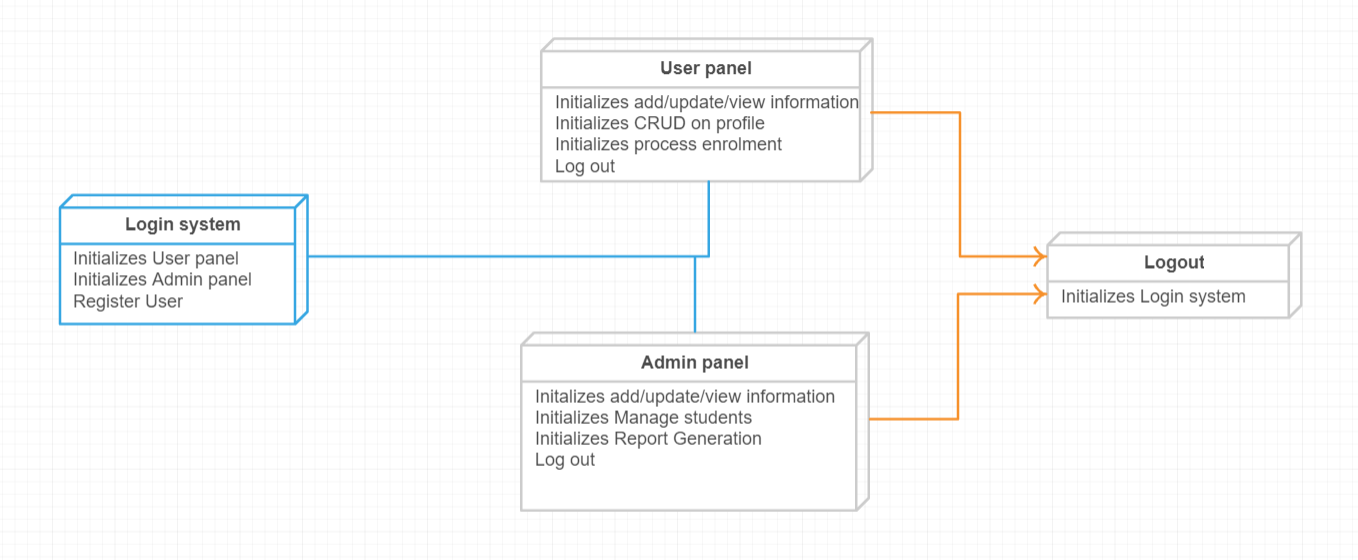 User panel
Initializes add/update/view information
Initializes CRUD on profile
Initializes process enrolment
Log out
Login system
Initializes User panel
Initializes Admin panel
Register User
Logout
Initializes Login system
Admin panel
Initalizes add/update/view information
Initializes Manage students
Initializes Report Generation
Log out